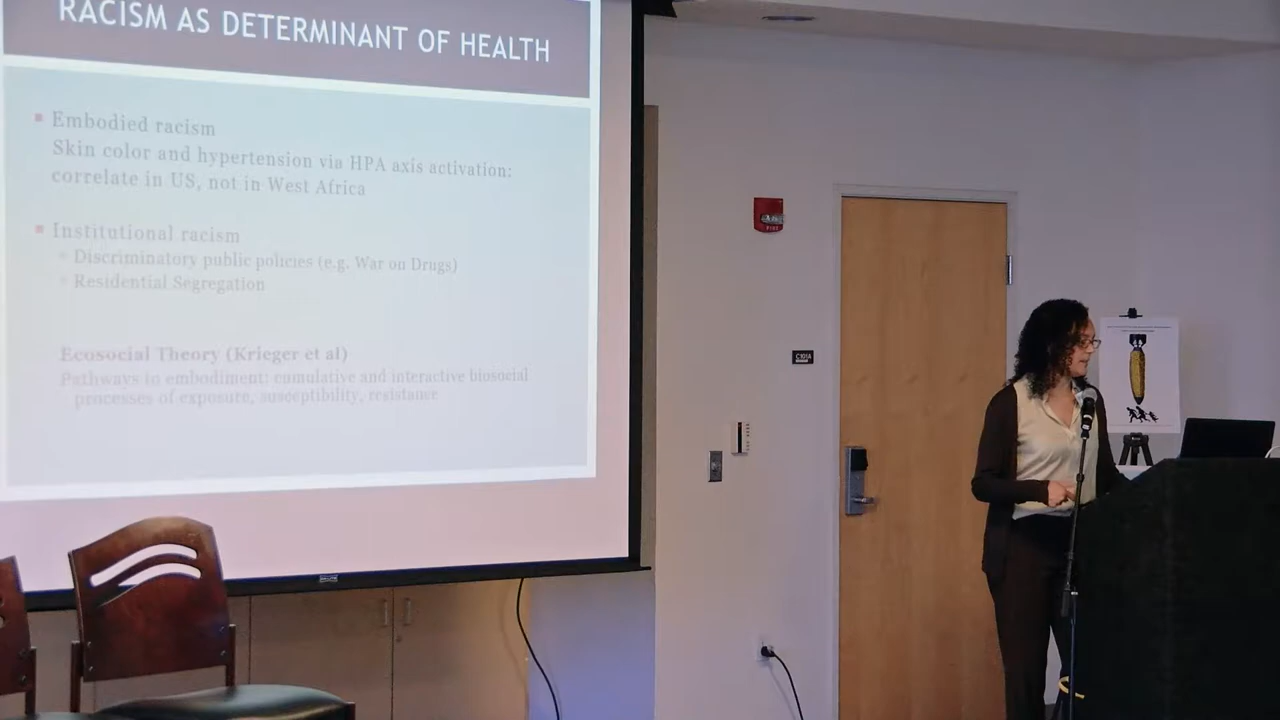 RACISM AS DETERMINANT OF HEALTH
Embodied racism
Skin color and hypertension via HPA axis activation:
correlate in US, not in West Africa
Institutional racism
Discriminatory public policies (e.g. War on Drugs)
Residential Segregation
Ecosocial Theory (Krieger et al)
Pathways to embodiment: cumulative and interactive biosocial
processes of exposure, susceptibility, resistance
FIRE
C101A